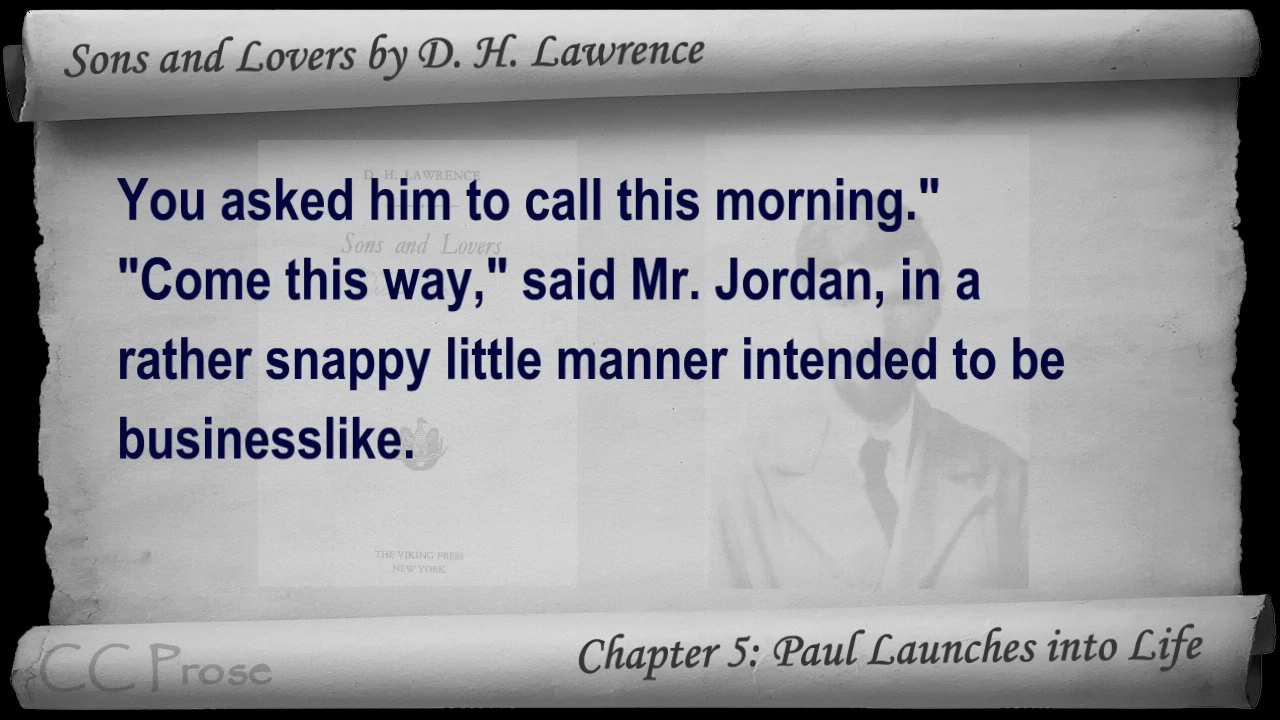 Sons and Lovers by D. H. Lawrence
D. H. LAWRENCE
You asked him to call this morning."
Sons and Lovers
"Come this way," said Mr. Jordan, in a
rather snappy little manner intended to be
businesslike.
THE VIKING PRESS
NEW YORK
CC Prose
Chapter 5: Paul Launches into Life